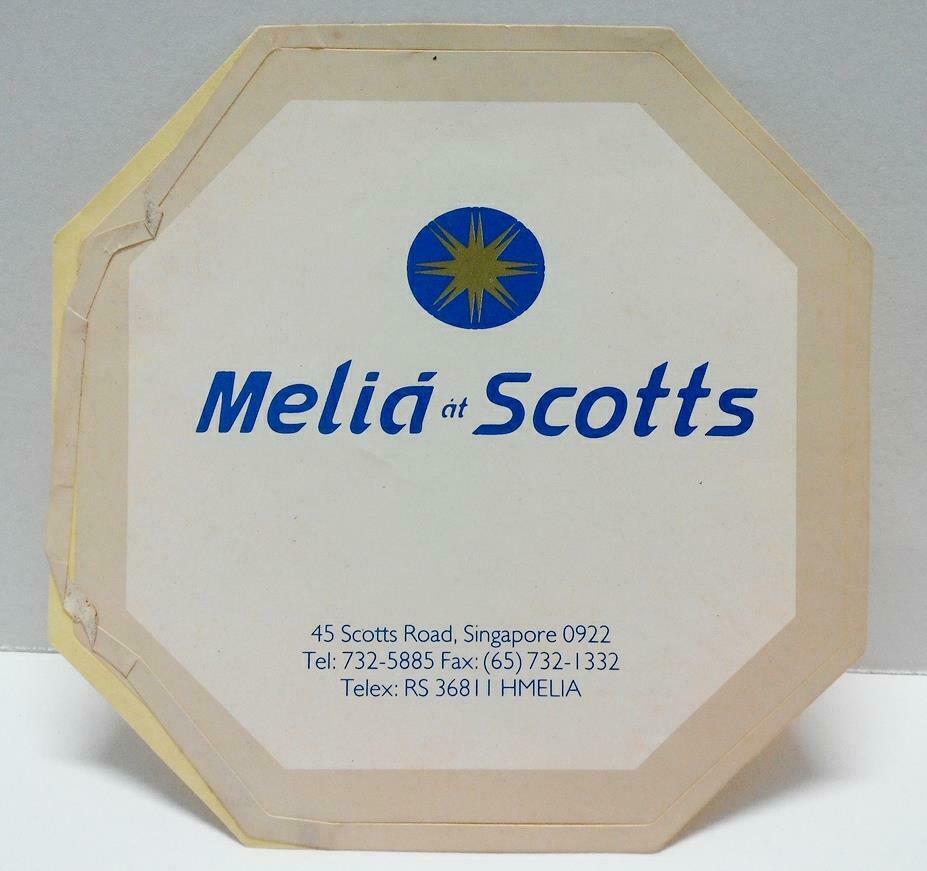 Meliá at Scotts
45 Scotts Road, Singapore 0922
Tel: 732-5885 Fax: (65) 732-1332
Telex: RS 36811 HMELIA